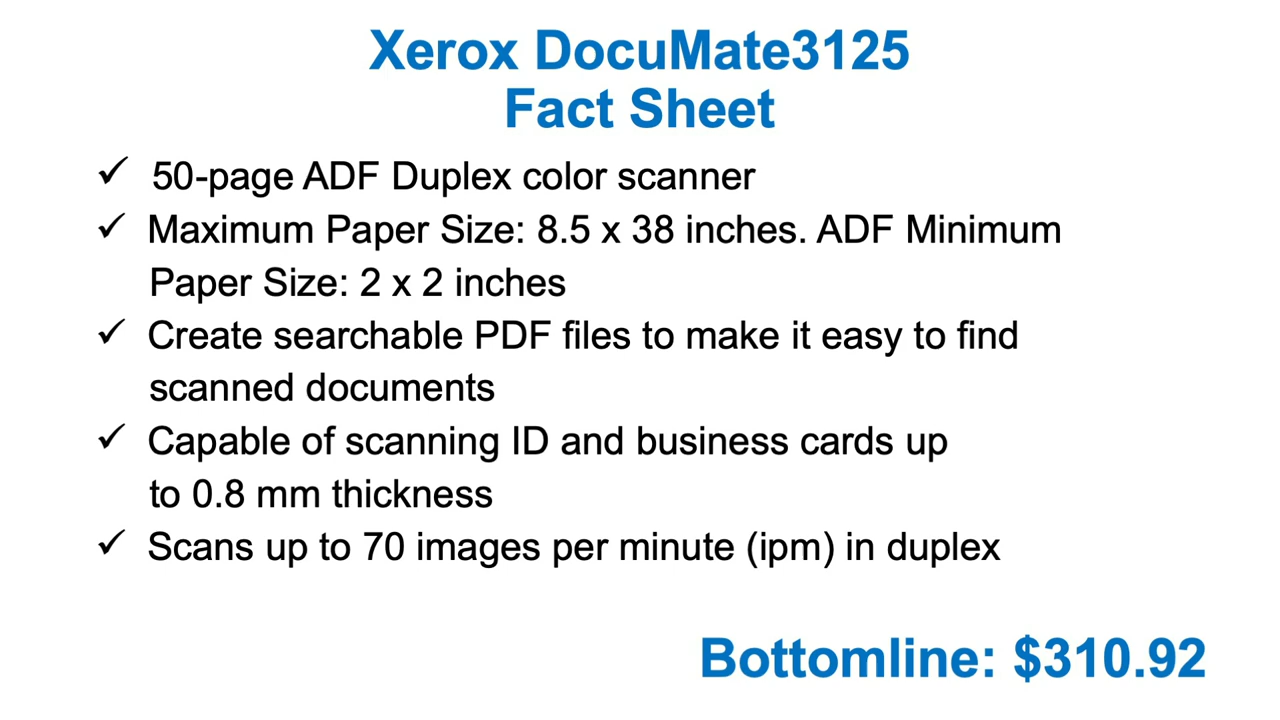 Xerox DocuMate3125
Fact Sheet
✓ 50-page ADF Duplex color scanner
✓ Maximum Paper Size: 8.5 x 38 inches. ADF Minimum
Paper Size: 2 x 2 inches
✓ Create searchable PDF files to make it easy to find
scanned documents
✓ Capable of scanning ID and business cards up
to 0.8 mm thickness
✓ Scans up to 70 images per minute (ipm) in duplex
Bottomline: $310.92